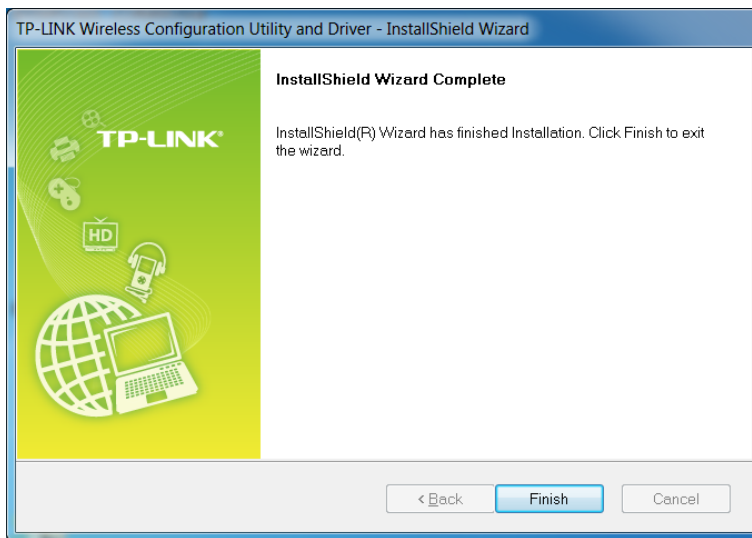 TP-LINK Wireless Configuration Utility and Driver - InstallShield Wizard
TP-LINK®
HD
InstallShield Wizard Complete
InstallShield(R) Wizard has finished Installation. Click Finish to exit
the wizard.
< Back
Finish
Cancel